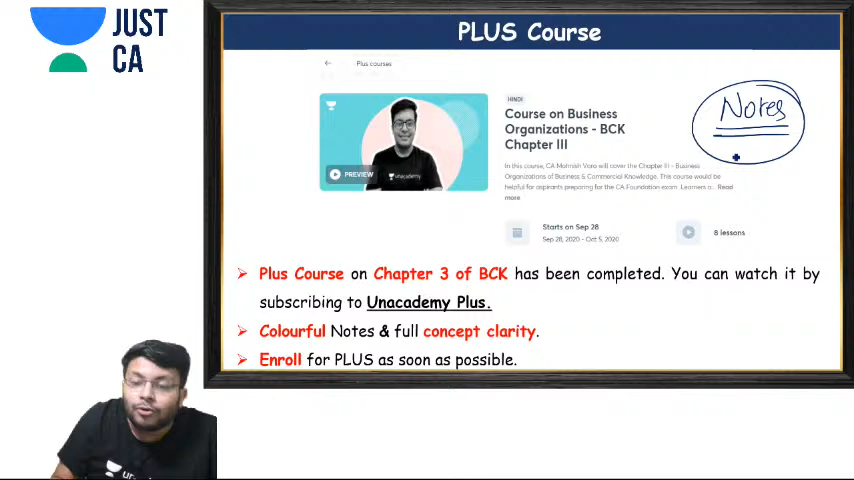 JUST
CA
PLUS Course
Plus courses
HINDI
Course on Business
Organizations - BCK
Chapter III
Notes
PREVIEW
unacademy
In this course, CA Mohnish Vora will cover the Chapter III - Business
Organizations of Business & Commercial Knowledge. This course would be
helpful for aspirants preparing for the CA Foundation exam. Learners a... Read
more
Starts on Sep 28
Sep 28, 2020 - Oct 5, 2020
8 lessons
➢ Plus Course on Chapter 3 of BCK has been completed. You can watch it by
subscribing to Unacademy Plus.
➢ Colourful Notes & full concept clarity.
➢ Enroll for PLUS as soon as possible.